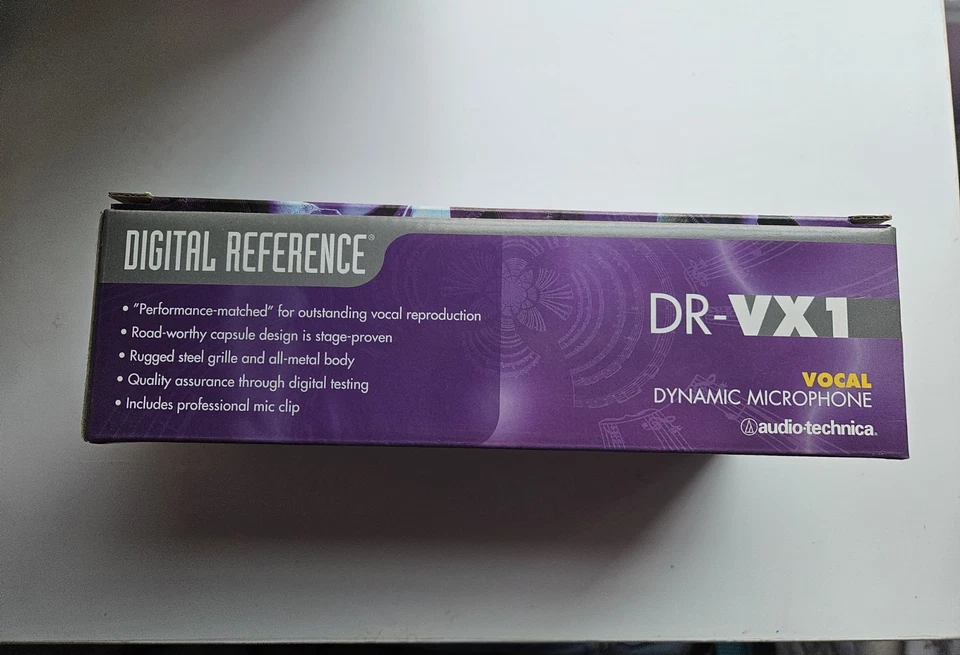 DIGITAL REFERENCE®
• "Performance-matched" for outstanding vocal reproduction
• Road-worthy capsule design is stage-proven
• Rugged steel grille and all-metal body
• Quality assurance through digital testing
• Includes professional mic clip
DR-VX1
VOCAL
DYNAMIC MICROPHONE
audio-technica.